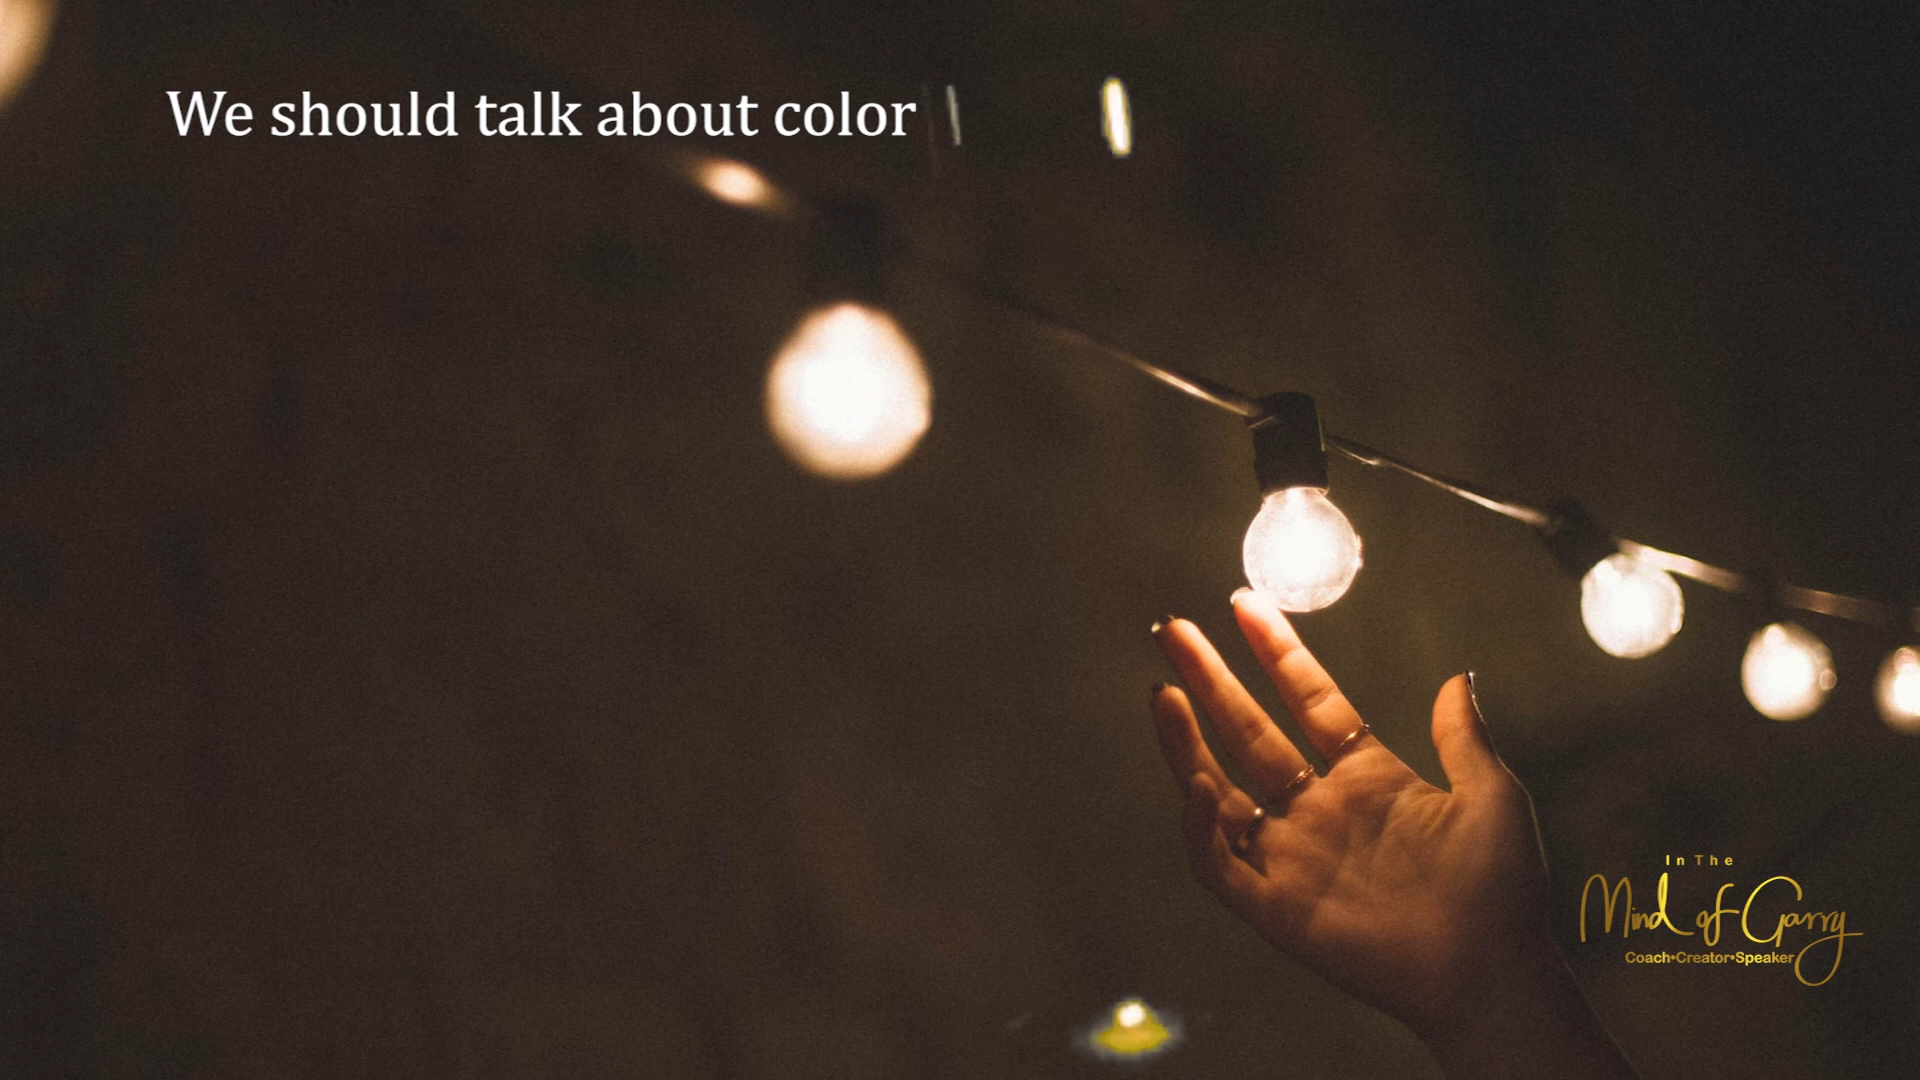 We should talk about color
In The
Mind of Garry
Coach•Creator•Speaker